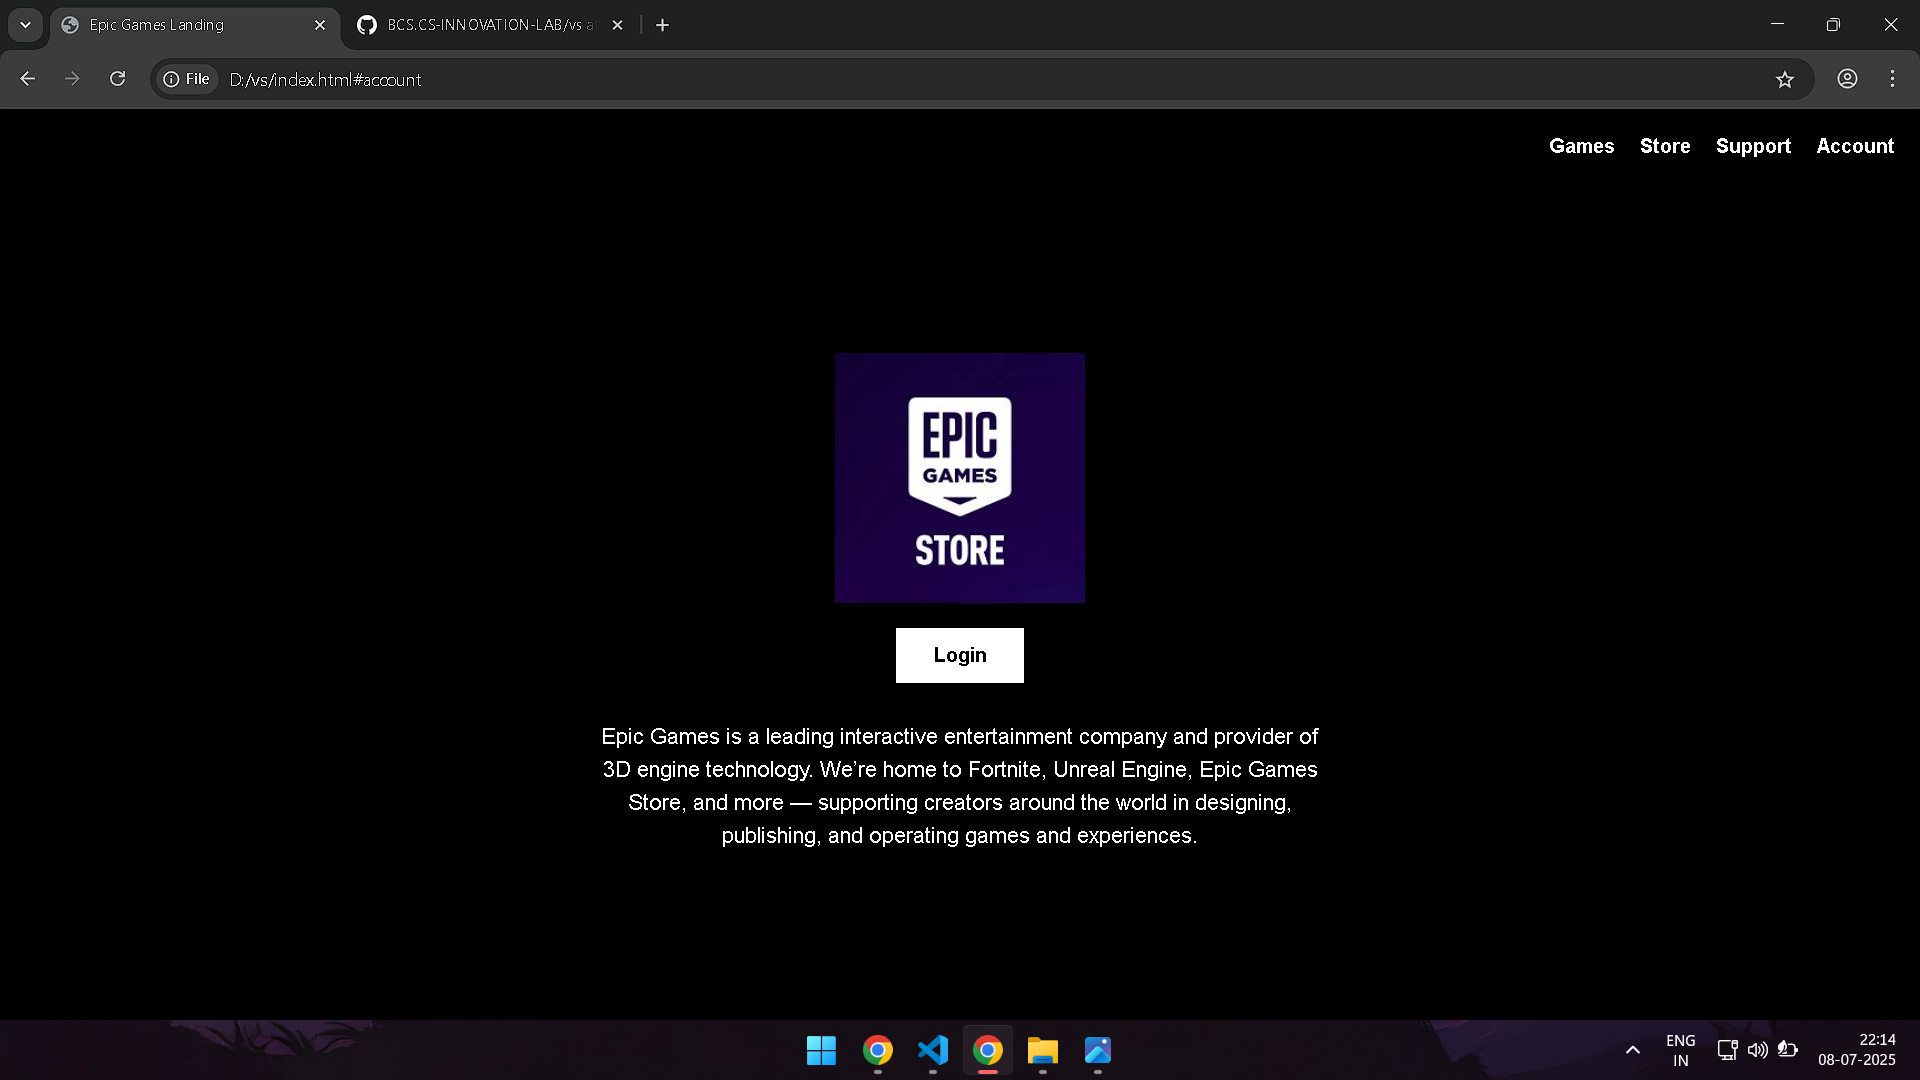 Epic Games Landing
BCS.CS-INNOVATION-LAB/vs a
File
D:/vs/index.html#account
Games Store Support Account
EPIC
GAMES
STORE
Login
Epic Games is a leading interactive entertainment company and provider of
3D engine technology. We’re home to Fortnite, Unreal Engine, Epic Games
Store, and more — supporting creators around the world in designing,
publishing, and operating games and experiences.
ENG
IN
22:14
08-07-2025